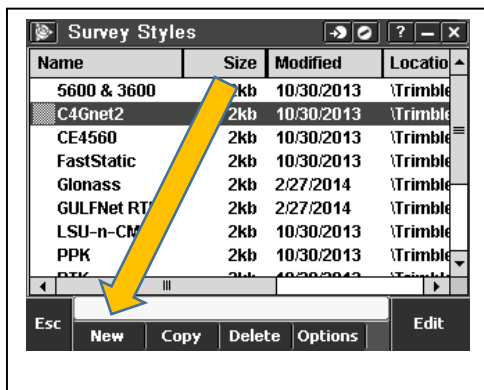 Survey Styles ? – ×
Name Size Modified Locatio
5600 & 3600 2kb 10/30/2013 \Trimble
C4Gnet2 2kb 10/30/2013 \Trimble
CE4560 2kb 10/30/2013 \Trimble
FastStatic 2kb 10/30/2013 \Trimble
Glonass 2kb 2/27/2014 \Trimble
GULFNet 2kb 2/27/2014 \Trimble
LSU-n-CM 2kb 10/30/2013 \Trimble
PPK 2kb 10/30/2013 \Trimble
Esc New Copy Delete Options Edit